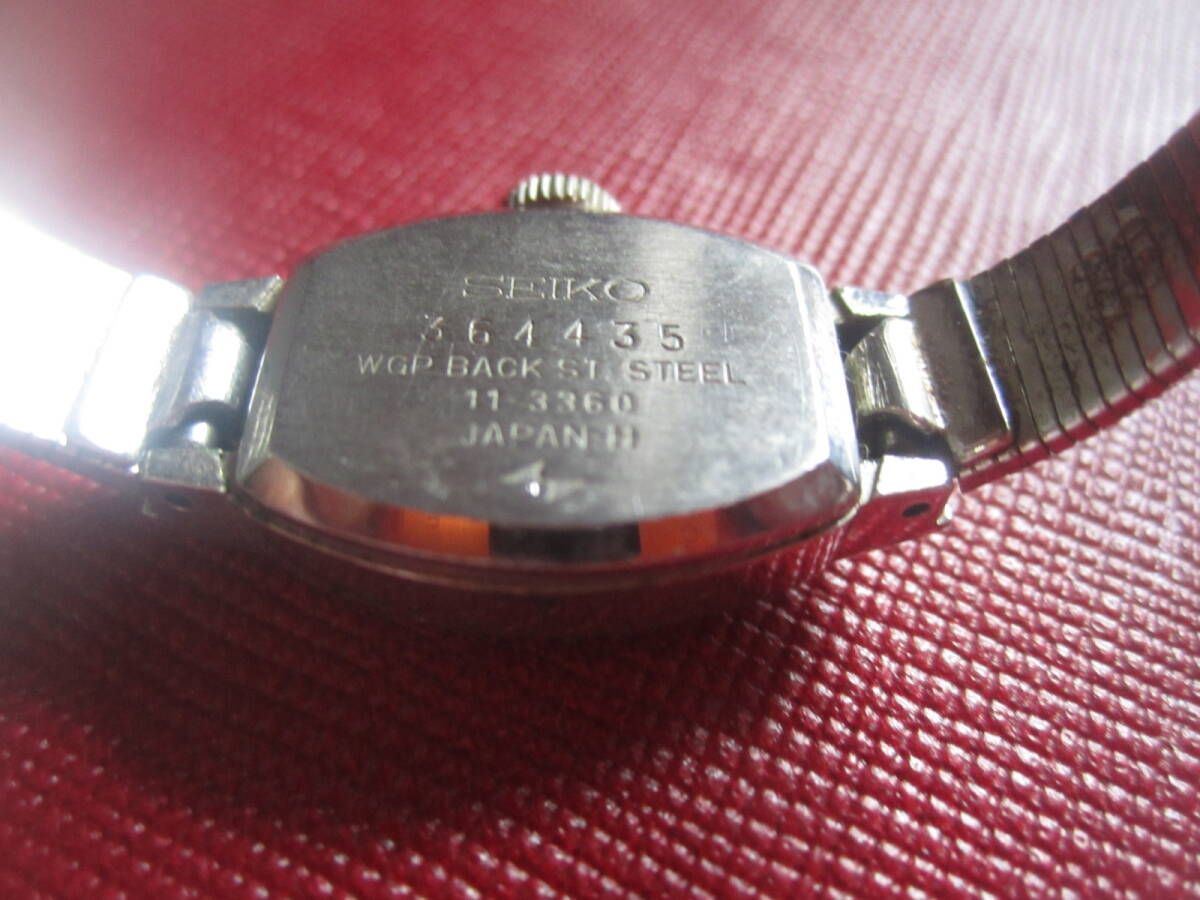 SEIKO
364435
WGP BACK ST. STEEL
11-3360
JAPAN-H